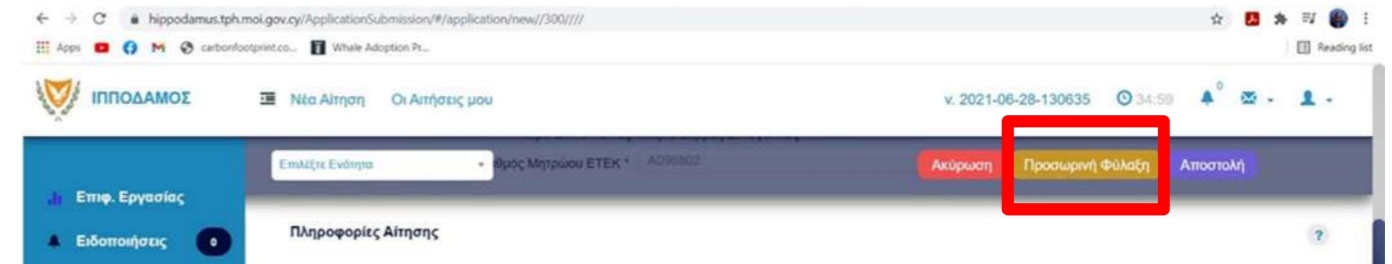 hippodamus.tph.moi.gov.cy/ApplicationSubmission/#/application/new//300////
Apps carbonfootprint.co... Whale Adoption Pr... Reading list
ΙΠΠΟΔΑΜΟΣ Νέα Αίτηση Οι Αιτήσεις μου v. 2021-06-28-130635 34:59 0
Επιλέξτε Ενότητα θμος Μητρώου ΕΤΕΚ * Α096802 Ακύρωση Προσωρινή Φύλαξη Αποστολή
Επιφ. Εργασίας
Ειδοποιήσεις 0
Πληροφορίες Αίτησης ?